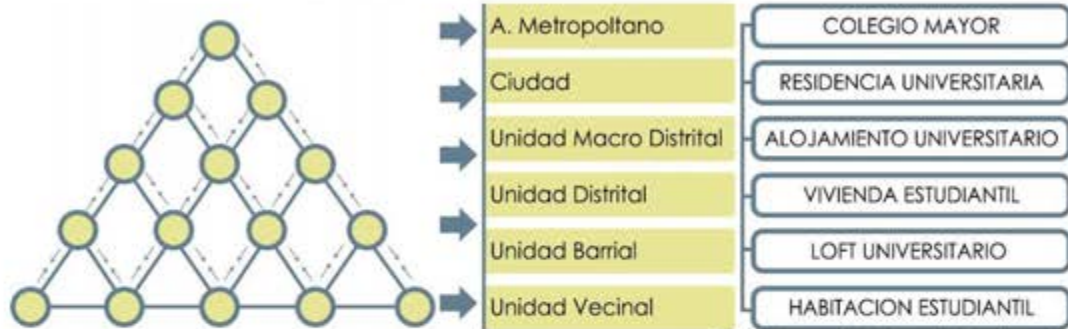 A. Metropoltano
COLEGIO MAYOR
Ciudad
RESIDENCIA UNIVERSITARIA
Unidad Macro Distrital
ALOJAMIENTO UNIVERSITARIO
Unidad Distrital
VIVIENDA ESTUDIANTIL
Unidad Barrial
LOFT UNIVERSITARIO
Unidad Vecinal
HABITACION ESTUDIANTIL